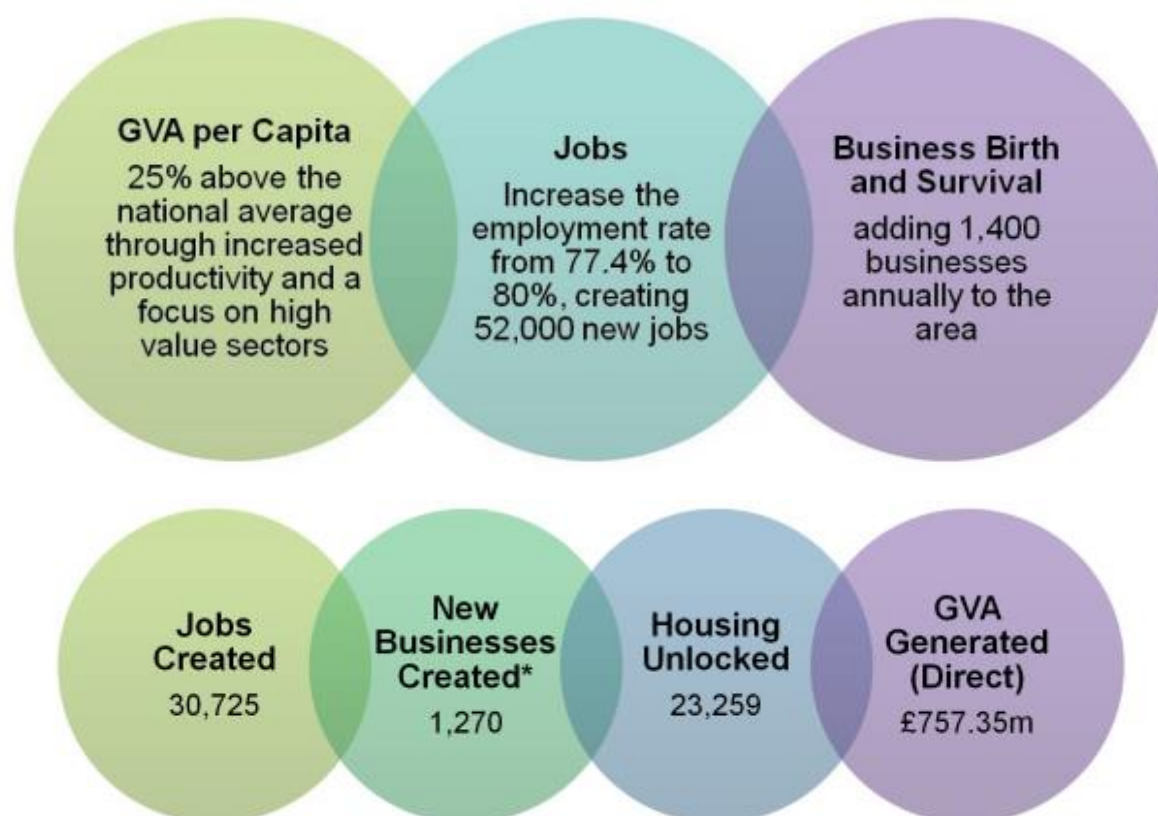 GVA per Capita
25% above the
national average
through increased
productivity and a
focus on high
value sectors
Jobs
Increase the
employment rate
from 77.4% to
80%, creating
52,000 new jobs
Business Birth
and Survival
adding 1,400
businesses
annually to the
area
Jobs
Created
30,725
New
Businesses
Created*
1,270
Housing
Unlocked
23,259
GVA
Generated
(Direct)
£757.35m